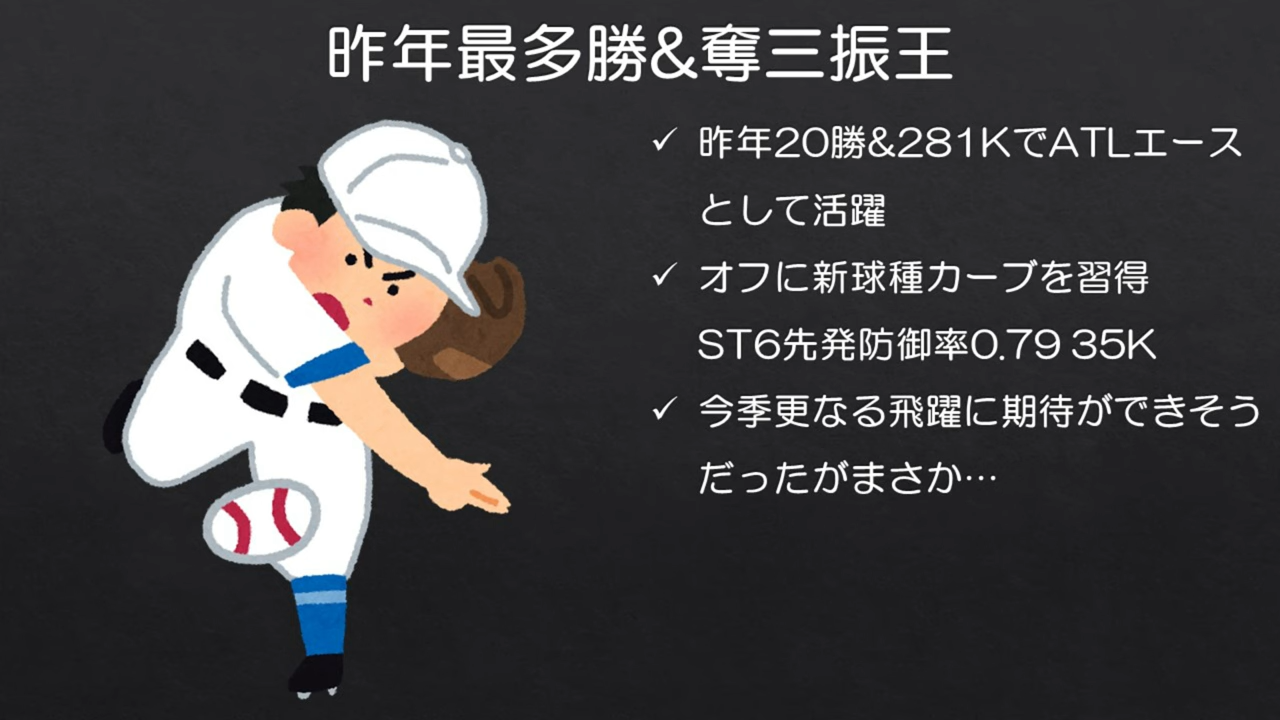 昨年最多勝&奪三振王
✓ 昨年20勝&281KでATLエース
として活躍
✓ オフに新球種カーブを習得
ST6先発防御率0.79 35K
✓ 今季更なる飛躍に期待ができそう
だったがまさか…